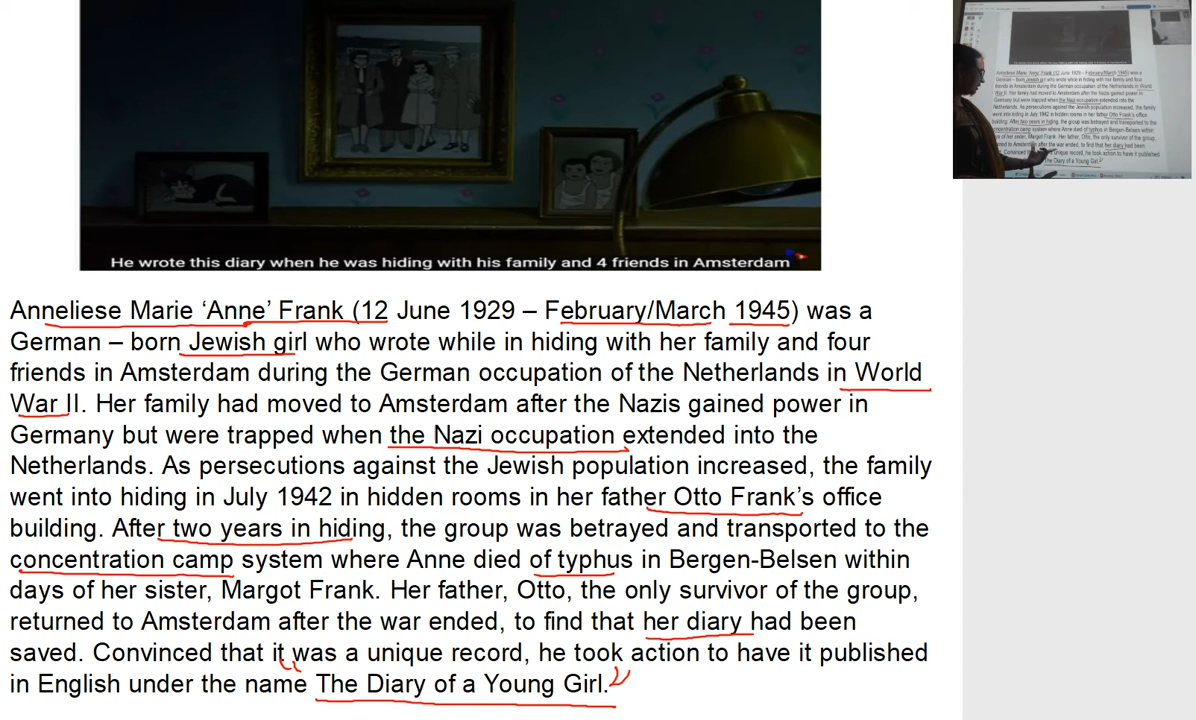 He wrote this diary when he was hiding with his family and 4 friends in Amsterdam
Anneliese Marie ‘Anne’ Frank (12 June 1929 – February/March 1945) was a
German – born Jewish girl who wrote while in hiding with her family and four
friends in Amsterdam during the German occupation of the Netherlands in World
War II. Her family had moved to Amsterdam after the Nazis gained power in
Germany but were trapped when the Nazi occupation extended into the
Netherlands. As persecutions against the Jewish population increased, the family
went into hiding in July 1942 in hidden rooms in her father Otto Frank’s office
building. After two years in hiding, the group was betrayed and transported to the
concentration camp system where Anne died of typhus in Bergen-Belsen within
days of her sister, Margot Frank. Her father, Otto, the only survivor of the group,
returned to Amsterdam after the war ended, to find that her diary had been
saved. Convinced that it was a unique record, he took action to have it published
in English under the name The Diary of a Young Girl.